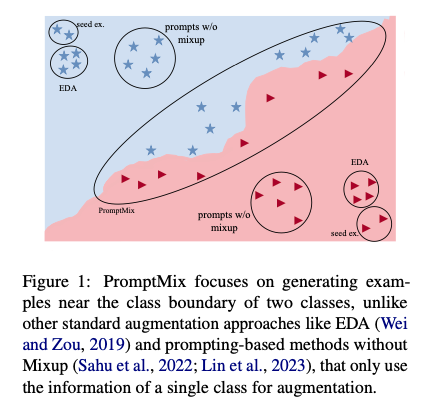 seed ex.
prompts w/o
mixup
EDA
PromptMix
EDA
prompts w/o
mixup
seed ex.
Figure 1: PromptMix focuses on generating exam-
ples near the class boundary of two classes, unlike
other standard augmentation approaches like EDA (Wei
and Zou, 2019) and prompting-based methods without
Mixup (Sahu et al., 2022; Lin et al., 2023), that only use
the information of a single class for augmentation.